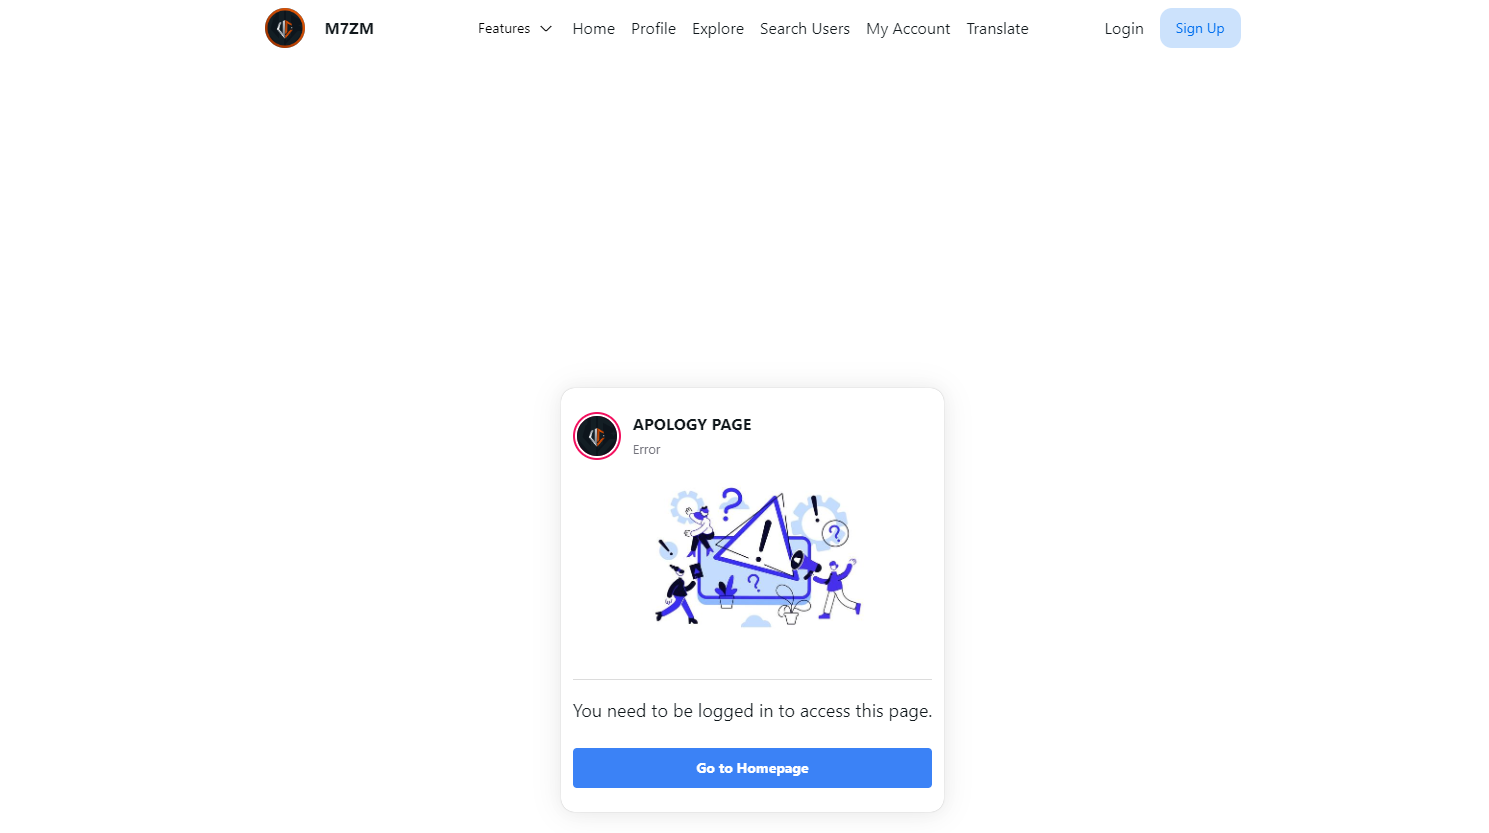 M7ZM
Features
Home
Profile
Explore
Search Users
My Account
Translate
Login
Sign Up
APOLOGY PAGE
Error
You need to be logged in to access this page.
Go to Homepage